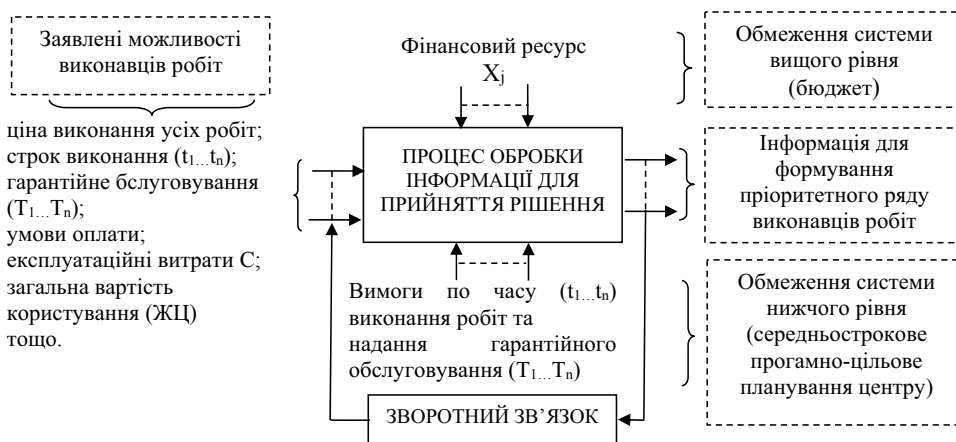 Заявлені можливості
виконавців робіт
ціна виконання усіх робіт;
строк виконання (t1...tn);
гарантійне бслуговування
(T1...Tn);
умови оплати;
експлуатаційні витрати С;
загальна вартість
користування (ЖЦ)
тощо.
Фінансовий ресурс
Xj
ПРОЦЕС ОБРОБКИ
ІНФОРМАЦІЇ ДЛЯ
ПРИЙНЯТТЯ РІШЕННЯ
Вимоги по часу (t1...tn)
виконання робіт та
надання гарантійного
обслуговування (T1...Tn)
ЗВОРОТНИЙ ЗВ’ЯЗОК
Обмеження системи
вищого рівня
(бюджет)
Інформація для
формування
пріоритетного ряду
виконавців робіт
Обмеження системи
нижчого рівня
(середньострокове
прогамно-цільове
планування центру)